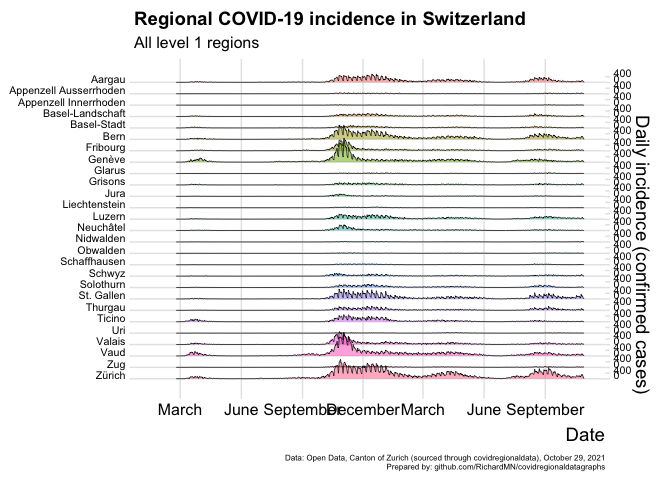 Regional COVID-19 incidence in Switzerland
All level 1 regions
Aargau
Appenzell Ausserrhoden
Appenzell Innerrhoden
Basel-Landschaft
Basel-Stadt
Bern
Fribourg
Genève
Glarus
Grisons
Jura
Liechtenstein
Luzern
Neuchâtel
Nidwalden
Obwalden
Schaffhausen
Schwyz
Solothurn
St. Gallen
Thurgau
Ticino
Uri
Valais
Vaud
Zug
Zürich
400
Daily incidence (confirmed cases)
March June September December March June September
Date
Data: Open Data, Canton of Zurich (sourced through covidregionaldata), October 29, 2021
Prepared by: github.com/RichardMN/covidregionaldatagraphs